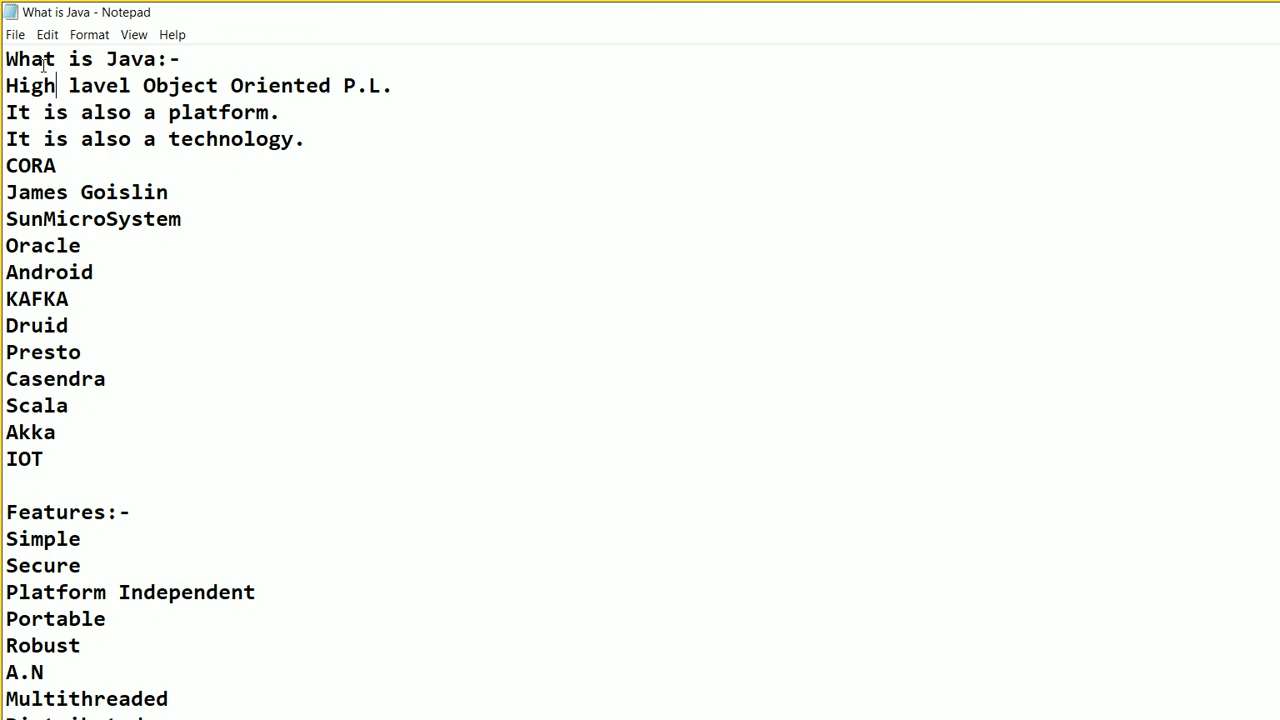 What is Java - Notepad
File Edit Format View Help
What is Java:-
High lavel Object Oriented P.L.
It is also a platform.
It is also a technology.
CORA
James Goislin
SunMicroSystem
Oracle
Android
KAFKA
Druid
Presto
Casendra
Scala
Akka
IOT
Features:-
Simple
Secure
Platform Independent
Portable
Robust
A.N
Multithreaded